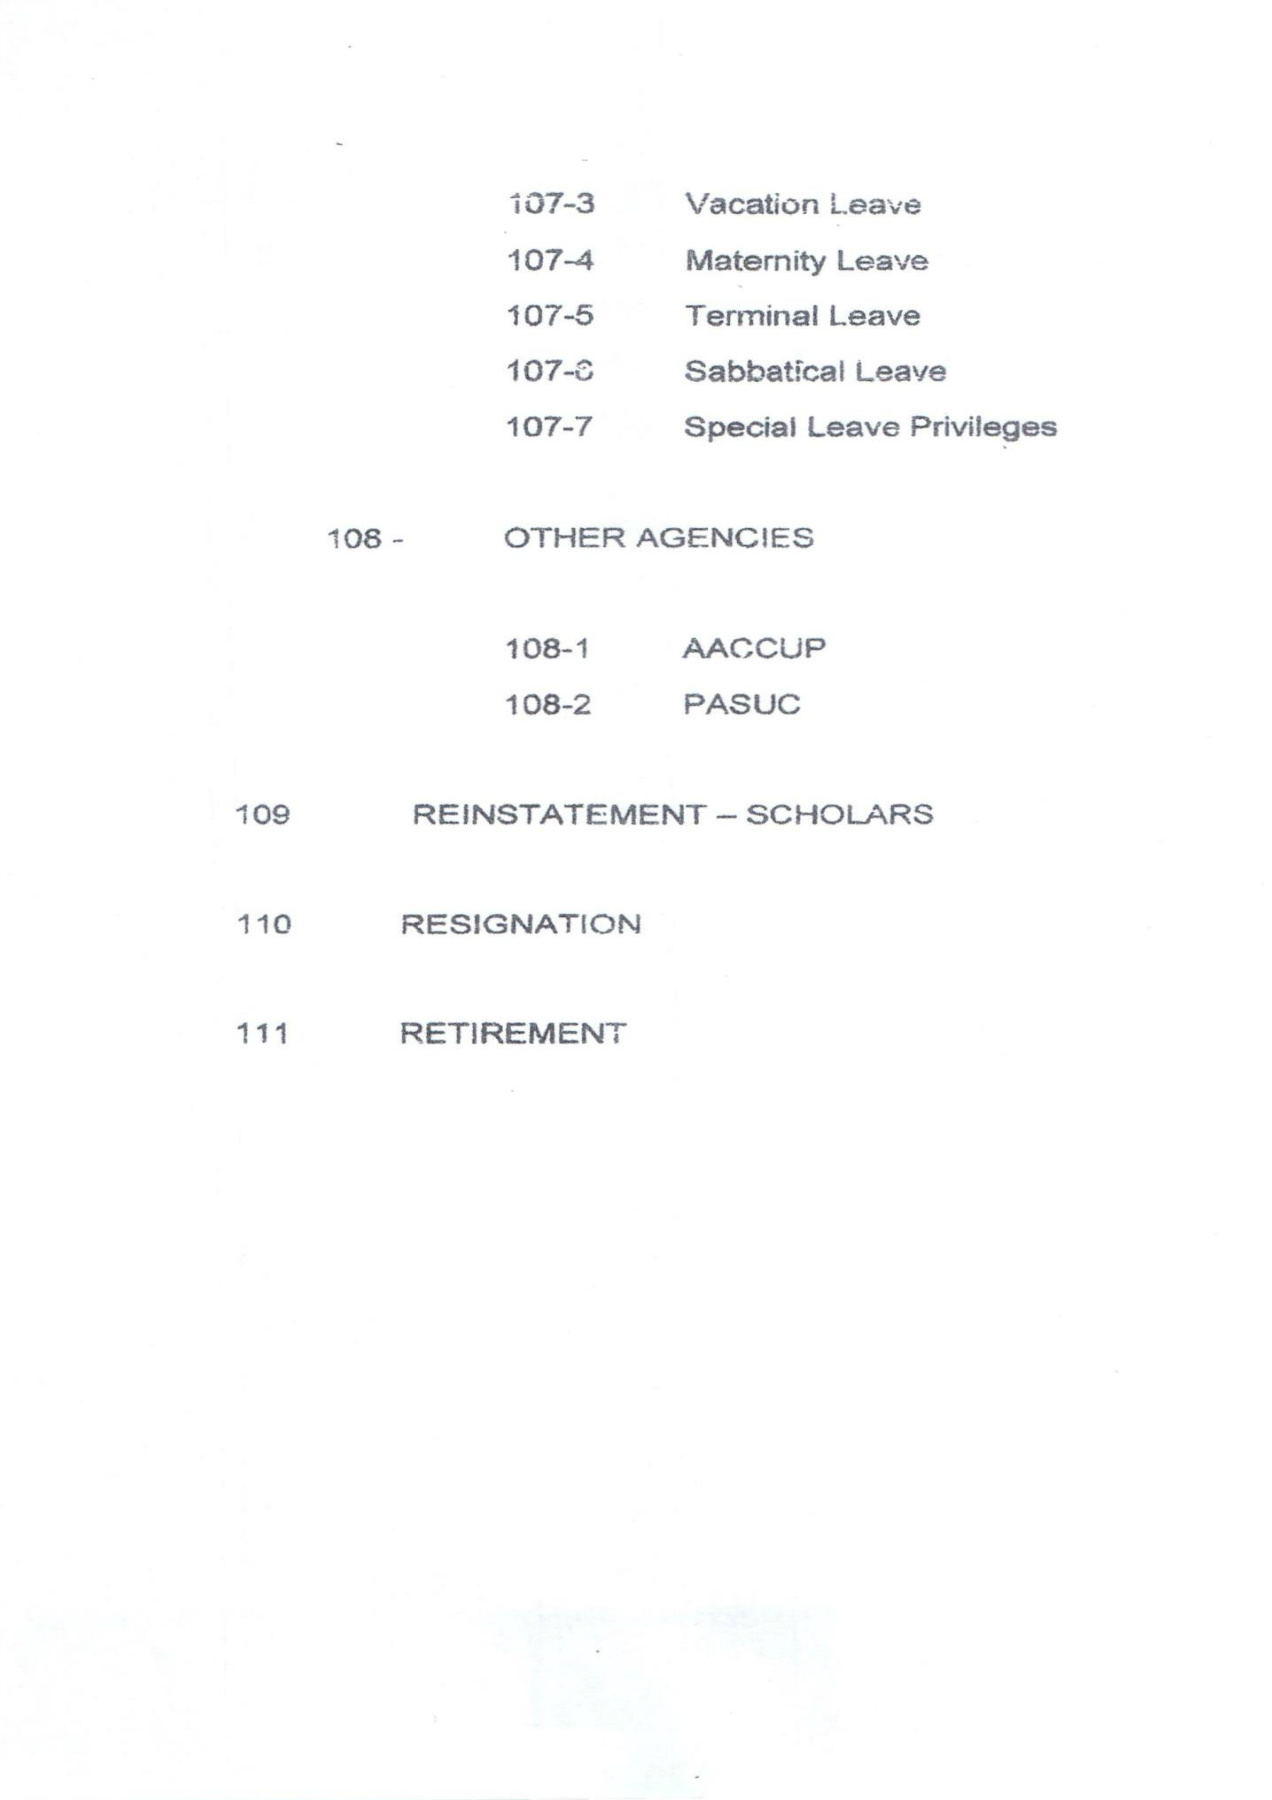 107-3 Vacation Leave
107-4 Maternity Leave
107-5 Terminal Leave
107-6 Sabbatical Leave
107-7 Special Leave Privileges
108 - OTHER AGENCIES
108-1 AACCUP
108-2 PASUC
109 REINSTATEMENT – SCHOLARS
110 RESIGNATION
111 RETIREMENT